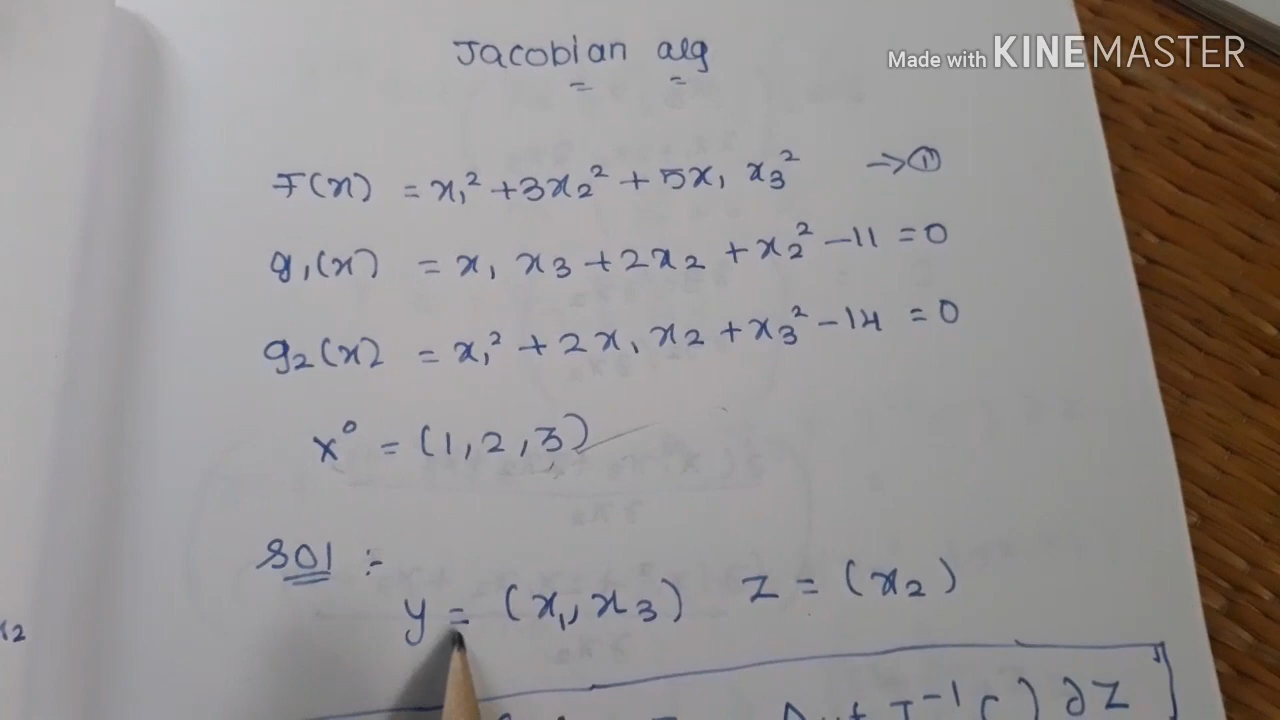 Made with KINEMASTER
Jacobian alg
F(x) = x₁² + 3x₂² + 5x₁ x₃² → ①
g₁(x) = x₁ x₃ + 2x₂ + x₂² - 11 = 0
g₂(x) = x₁² + 2x₁ x₂ + x₃² - 14 = 0
x⁰ = (1, 2, 3)
Sol :-
y = (x₁, x₃) z = (x₂)
J⁻¹ C ) ∂Z